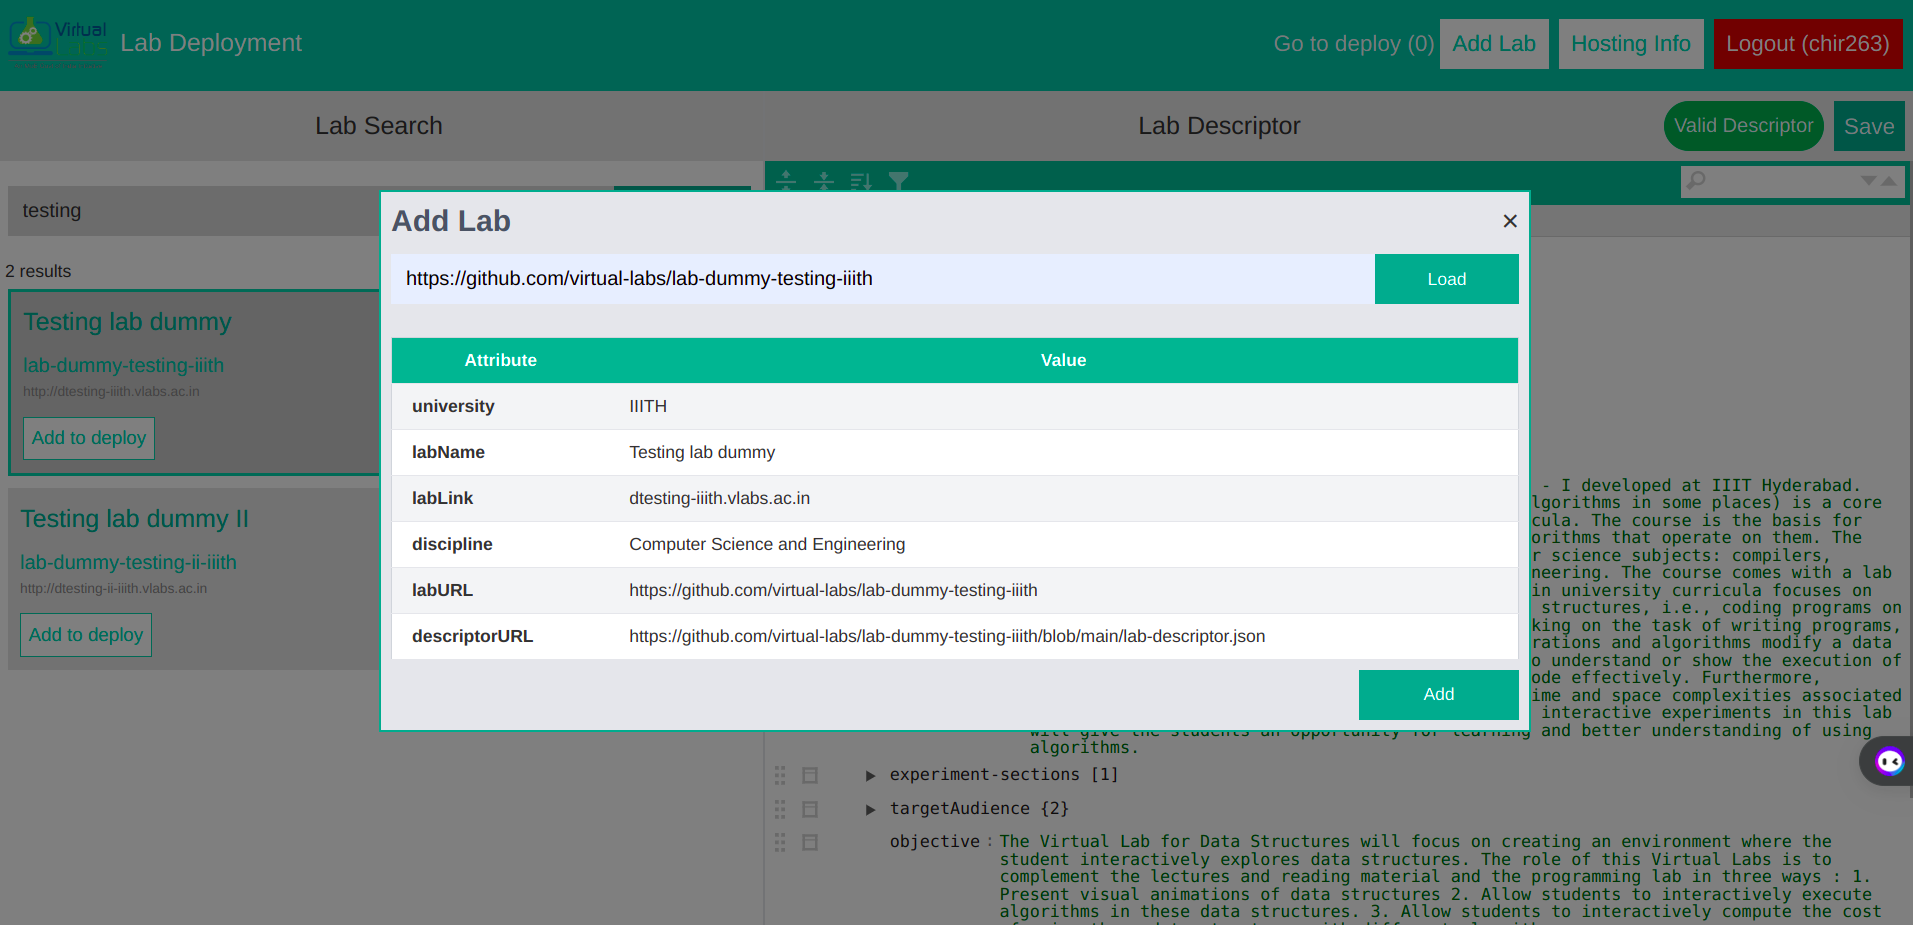 Virtual
Lab Deployment
Go to deploy (0)
Add Lab
Hosting Info
Logout (chir263)
Lab Search
Lab Descriptor
Valid Descriptor
Save
testing
2 results
Testing lab dummy
lab-dummy-testing-iiith
http://dtesting-iiith.vlabs.ac.in
Add to deploy
Testing lab dummy II
lab-dummy-testing-ii-iiith
http://dtesting-ii-iiith.vlabs.ac.in
Add to deploy
Add Lab
×
https://github.com/virtual-labs/lab-dummy-testing-iiith
Load
Attribute Value
university IIITH
labName Testing lab dummy
labLink dtesting-iiith.vlabs.ac.in
discipline Computer Science and Engineering
labURL https://github.com/virtual-labs/lab-dummy-testing-iiith
descriptorURL https://github.com/virtual-labs/lab-dummy-testing-iiith/blob/main/lab-descriptor.json
Add
- I developed at IIIT Hyderabad.
lgorithms in some places) is a core
cula. The course is the basis for
orithms that operate on them. The
r science subjects: compilers,
neering. The course comes with a lab
in university curricula focuses on
structures, i.e., coding programs on
king on the task of writing programs,
rations and algorithms modify a data
o understand or show the execution of
ode effectively. Furthermore,
ime and space complexities associated
interactive experiments in this lab
will give the students an opportunity for learning and better understanding of using
algorithms.
experiment-sections [1]
targetAudience {2}
objective : The Virtual Lab for Data Structures will focus on creating an environment where the
student interactively explores data structures. The role of this Virtual Labs is to
complement the lectures and reading material and the programming lab in three ways : 1.
Present visual animations of data structures 2. Allow students to interactively execute
algorithms in these data structures. 3. Allow students to interactively compute the cost